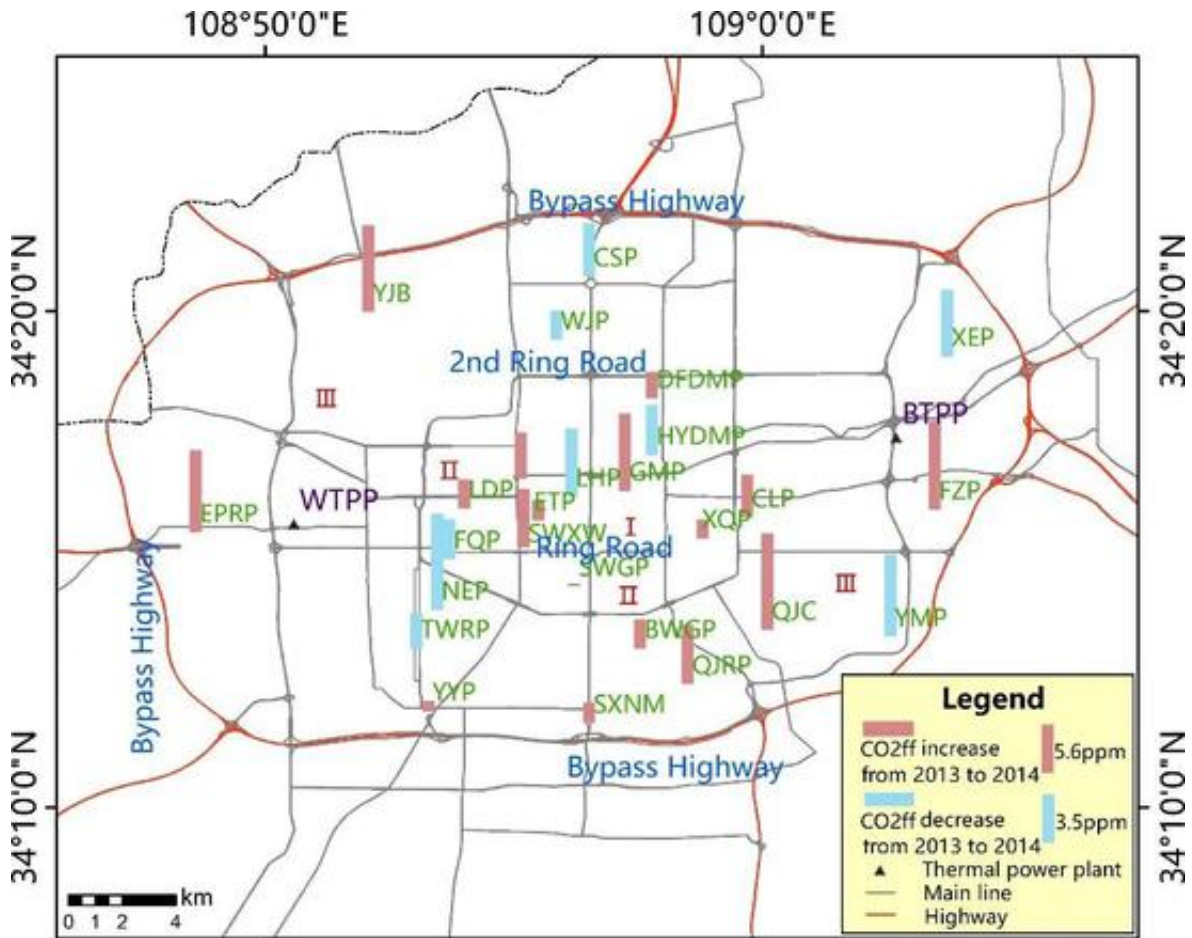 108°50'0"E
109°0'0"E
Bypass Highway
CSP
YJB
34°20'0"N
34°20'0"N
WJP
XEP
2nd Ring Road
DFDMP
III
BTPP
HYDMP
II
LDP
LHP
GMP
CLP
FZP
WTPP
ETP
EPRP
XQP
I
FQP
SWXW
Ring Road
SWGP
NEP
II
III
QJC
YMP
TWRP
BWGP
QJRP
Bypass Highway
YYP
SXNM
Bypass Highway
34°10'0"N
34°10'0"N
Legend
CO2ff increase
from 2013 to 2014
5.6ppm
CO2ff decrease
from 2013 to 2014
3.5ppm
Thermal power plant
Main line
Highway
km
0 1 2 4